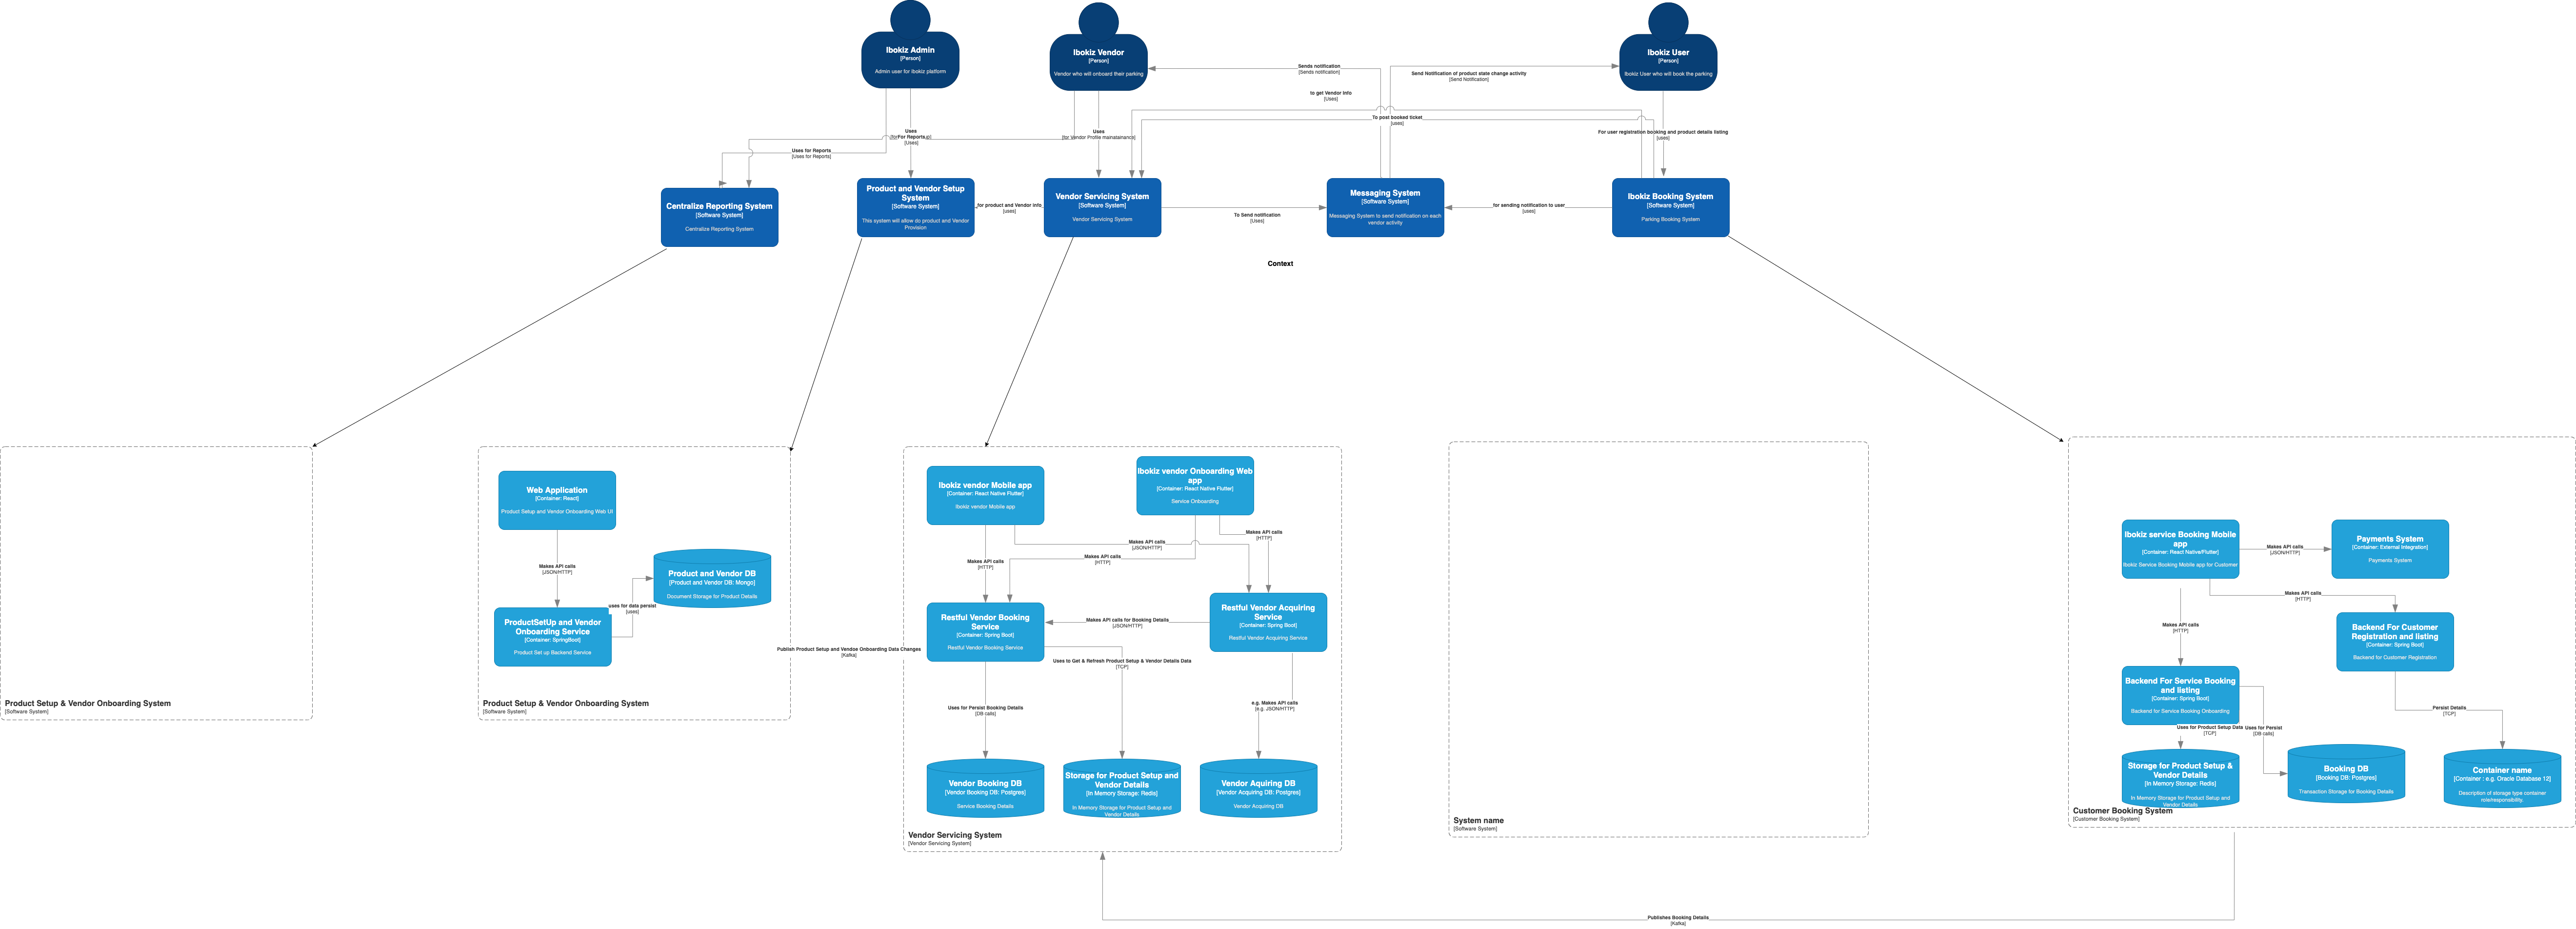 Ibokiz Admin
[Person]
Admin user for Ibokiz platform
Ibokiz Vendor
[Person]
Vendor who will onboard their parking
Ibokiz User
[Person]
Ibokiz User who will book the parking
Sends notification
[Sends notification]
Send Notification of product state change activity
[Send Notification]
to get Vendor Info
[Uses]
To post booked ticket
[uses]
Uses
For Reports
[Uses]
Uses
[for Vendor Profile mainatainance]
For user registration booking and product details listing
[uses]
Uses for Reports
[Uses for Reports]
Centralize Reporting System
[Software System]
Centralize Reporting System
Product and Vendor Setup
System
[Software System]
This system will allow do product and Vendor
Provision
for product and Vendor info
[uses]
Vendor Servicing System
[Software System]
Vendor Servicing System
To Send notification
[Uses]
Messaging System
[Software System]
Messaging System to send notification on each
vendor activity
for sending notification to user
[uses]
Ibokiz Booking System
[Software System]
Parking Booking System
Context
Product Setup & Vendor Onboarding System
[Software System]
Web Application
[Container: React]
Product Setup and Vendor Onboarding Web UI
Makes API calls
[JSON/HTTP]
Product and Vendor DB
[Product and Vendor DB: Mongo]
Document Storage for Product Details
uses for data persist
[uses]
ProductSetUp and Vendor
Onboarding Service
[Container: SpringBoot]
Product Set up Backend Service
Product Setup & Vendor Onboarding System
[Software System]
Publish Product Setup and Vendoe Onboarding Data Changes
[Kafka]
Ibokiz vendor Mobile app
[Container: React Native Flutter]
Ibokiz vendor Mobile app
Ibokiz vendor Onboarding Web
app
[Container: React Native Flutter]
Service Onboarding
Makes API calls
[HTTP]
Makes API calls
[JSON/HTTP]
Makes API calls
[HTTP]
Makes API calls
[HTTP]
Restful Vendor Booking
Service
[Container: Spring Boot]
Restful Vendor Booking Service
Makes API calls for Booking Details
[JSON/HTTP]
Restful Vendor Acquiring
Service
[Container: Spring Boot]
Restful Vendor Acquiring Service
Uses to Get & Refresh Product Setup & Vendor Details Data
[TCP]
Uses for Persist Booking Details
[DB calls]
e.g. Makes API calls
[e.g. JSON/HTTP]
Vendor Booking DB
[Vendor Booking DB: Postgres]
Service Booking Details
Storage for Product Setup and
Vendor Details
[In Memory Storage: Redis]
In Memory Storage for Product Setup and
Vendor Details
Vendor Aquiring DB
[Vendor Acquiring DB: Postgres]
Vendor Acquiring DB
Vendor Servicing System
[Vendor Servicing System]
System name
[Software System]
Ibokiz service Booking Mobile
app
[Container: React Native/Flutter]
Ibokiz Service Booking Mobile app for Customer
Makes API calls
[JSON/HTTP]
Payments System
[Container: External Integration]
Payments System
Makes API calls
[HTTP]
Makes API calls
[HTTP]
Backend For Customer
Registration and listing
[Container: Spring Boot]
Backend for Customer Registration
Backend For Service Booking
and listing
[Container: Spring Boot]
Backend for Service Booking Onboarding
Uses for Product Setup Data
[TCP]
Uses for Persist
[DB calls]
Persist Details
[TCP]
Storage for Product Setup &
Vendor Details
[In Memory Storage: Redis]
In Memory Storage for Product Setup and
Vendor Details
Booking DB
[Booking DB: Postgres]
Transaction Storage for Booking Details
Container name
[Container : e.g. Oracle Database 12]
Description of storage type container
role/responsibility.
Customer Booking System
[Customer Booking System]
Publishes Booking Details
[Kafka]